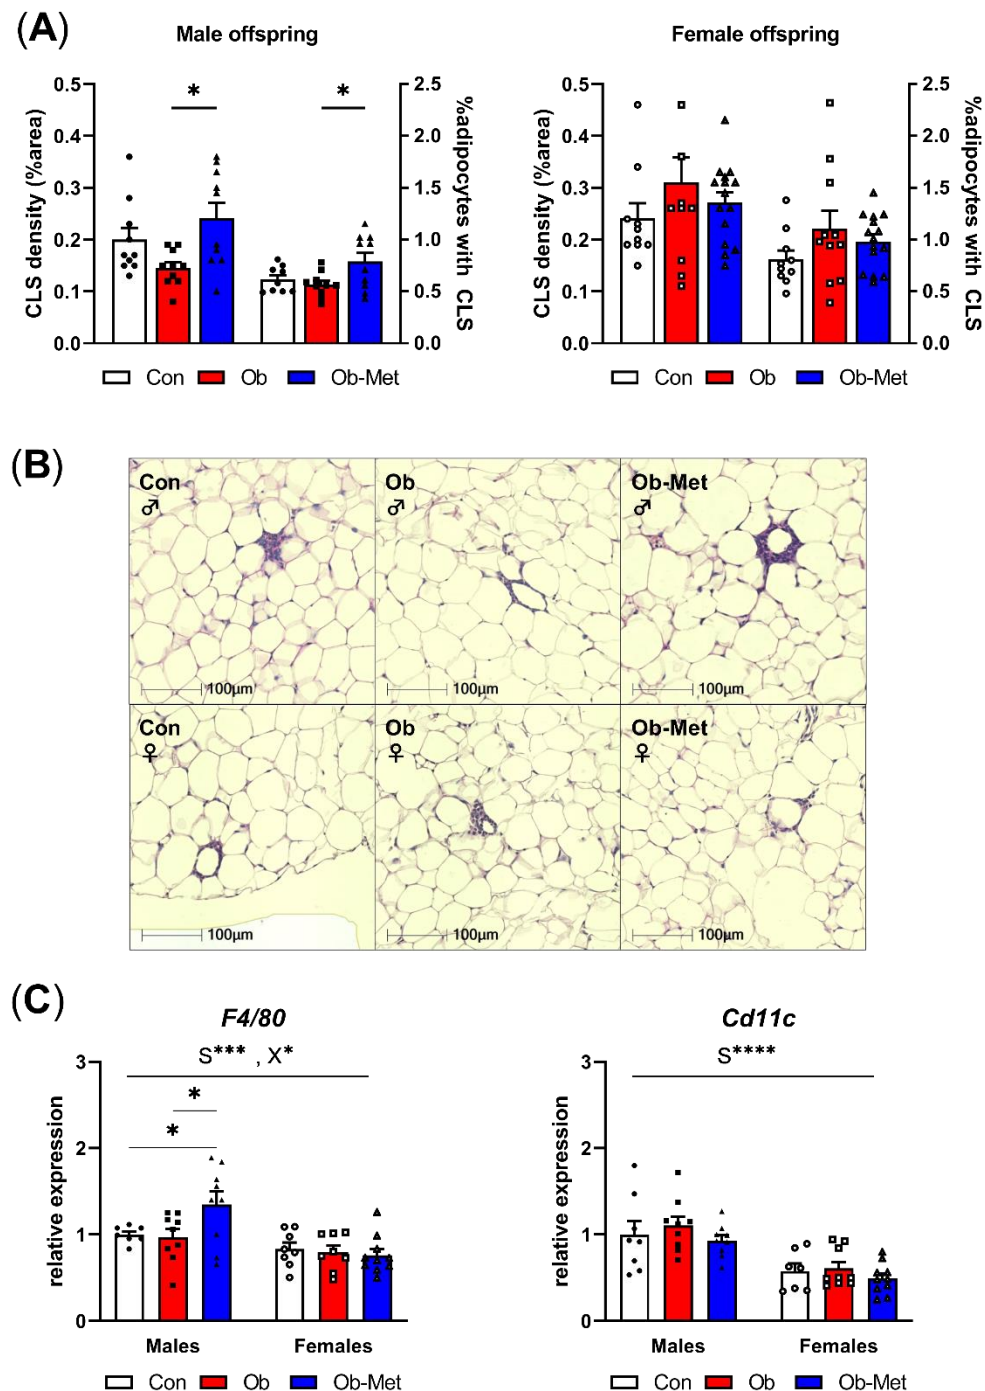 (A)
Male offspring
Female offspring
CLS density (%area)
0.5
0.4
0.3
0.2
0.1
0.0
*
*
2.5
2.0
1.5
1.0
0.5
0.0
%adipocytes with CLS
CLS density (%area)
0.5
0.4
0.3
0.2
0.1
0.0
2.5
2.0
1.5
1.0
0.5
0.0
%adipocytes with CLS
Con Ob Ob-Met
Con Ob Ob-Met
(B)
Con
♂
100μm
Ob
♂
100μm
Ob-Met
♂
100μm
Con
♀
100μm
Ob
♀
100μm
Ob-Met
♀
100μm
(C)
F4/80
S*** , X*
*
*
relative expression
3
2
1
0
Males Females
Con Ob Ob-Met
Cd11c
S****
relative expression
3
2
1
0
Males Females
Con Ob Ob-Met